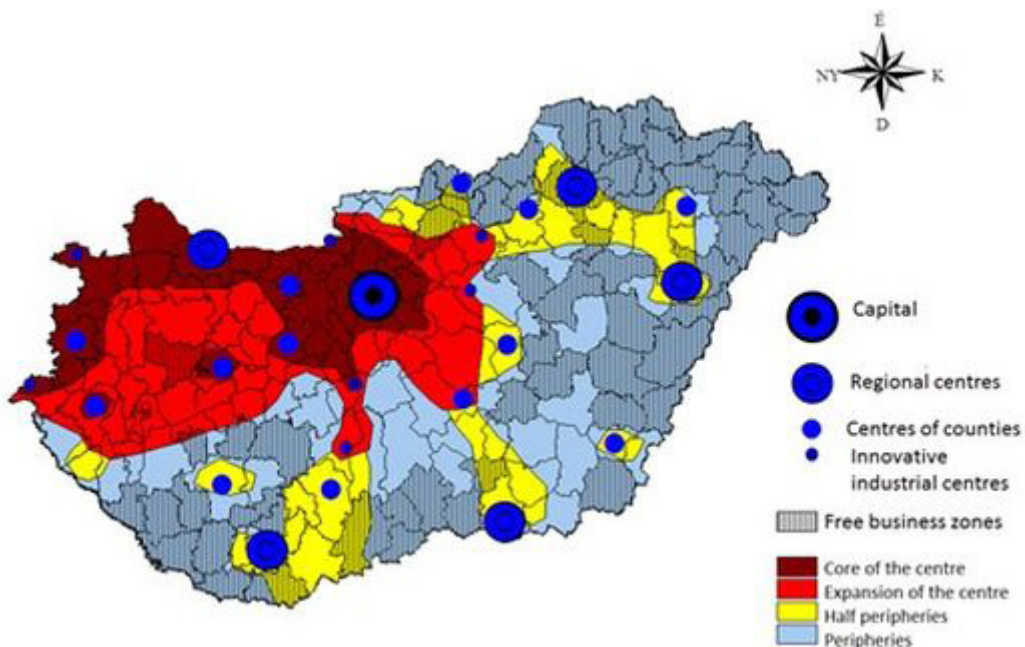 É
NY K
D
Capital
Regional centres
Centres of counties
Innovative
industrial centres
Free business zones
Core of the centre
Expansion of the centre
Half peripheries
Peripheries